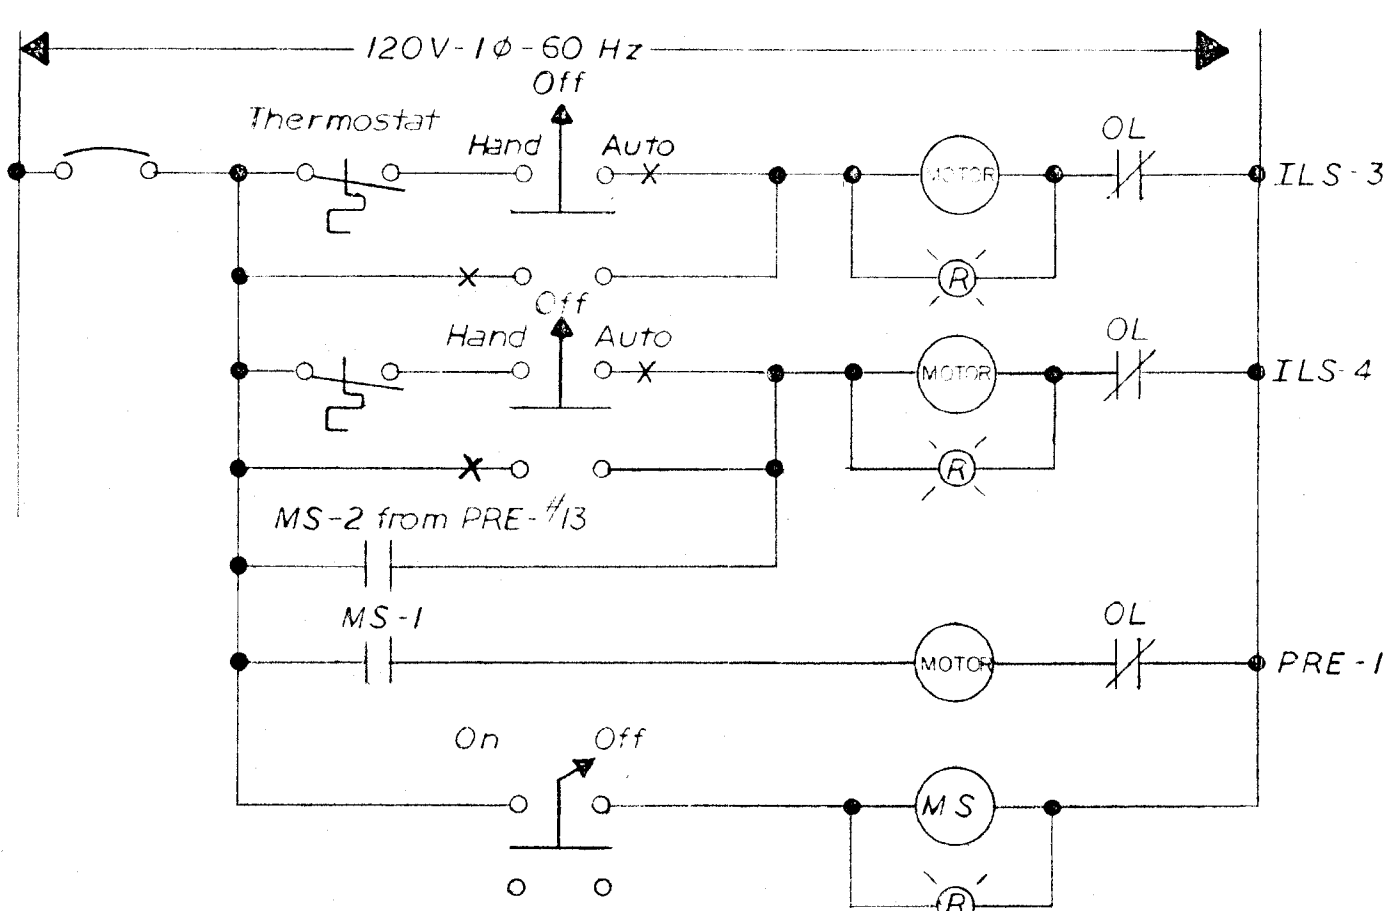 120V-1φ-60 Hz
Off
Thermostat
Hand
Auto
X
OL
MOTOR
ILS-3
X
R
Off
Hand
Auto
X
OL
MOTOR
ILS-4
X
R
MS-2 from PRE-#13
MS-1
OL
MOTOR
PRE-1
On
Off
MS
R